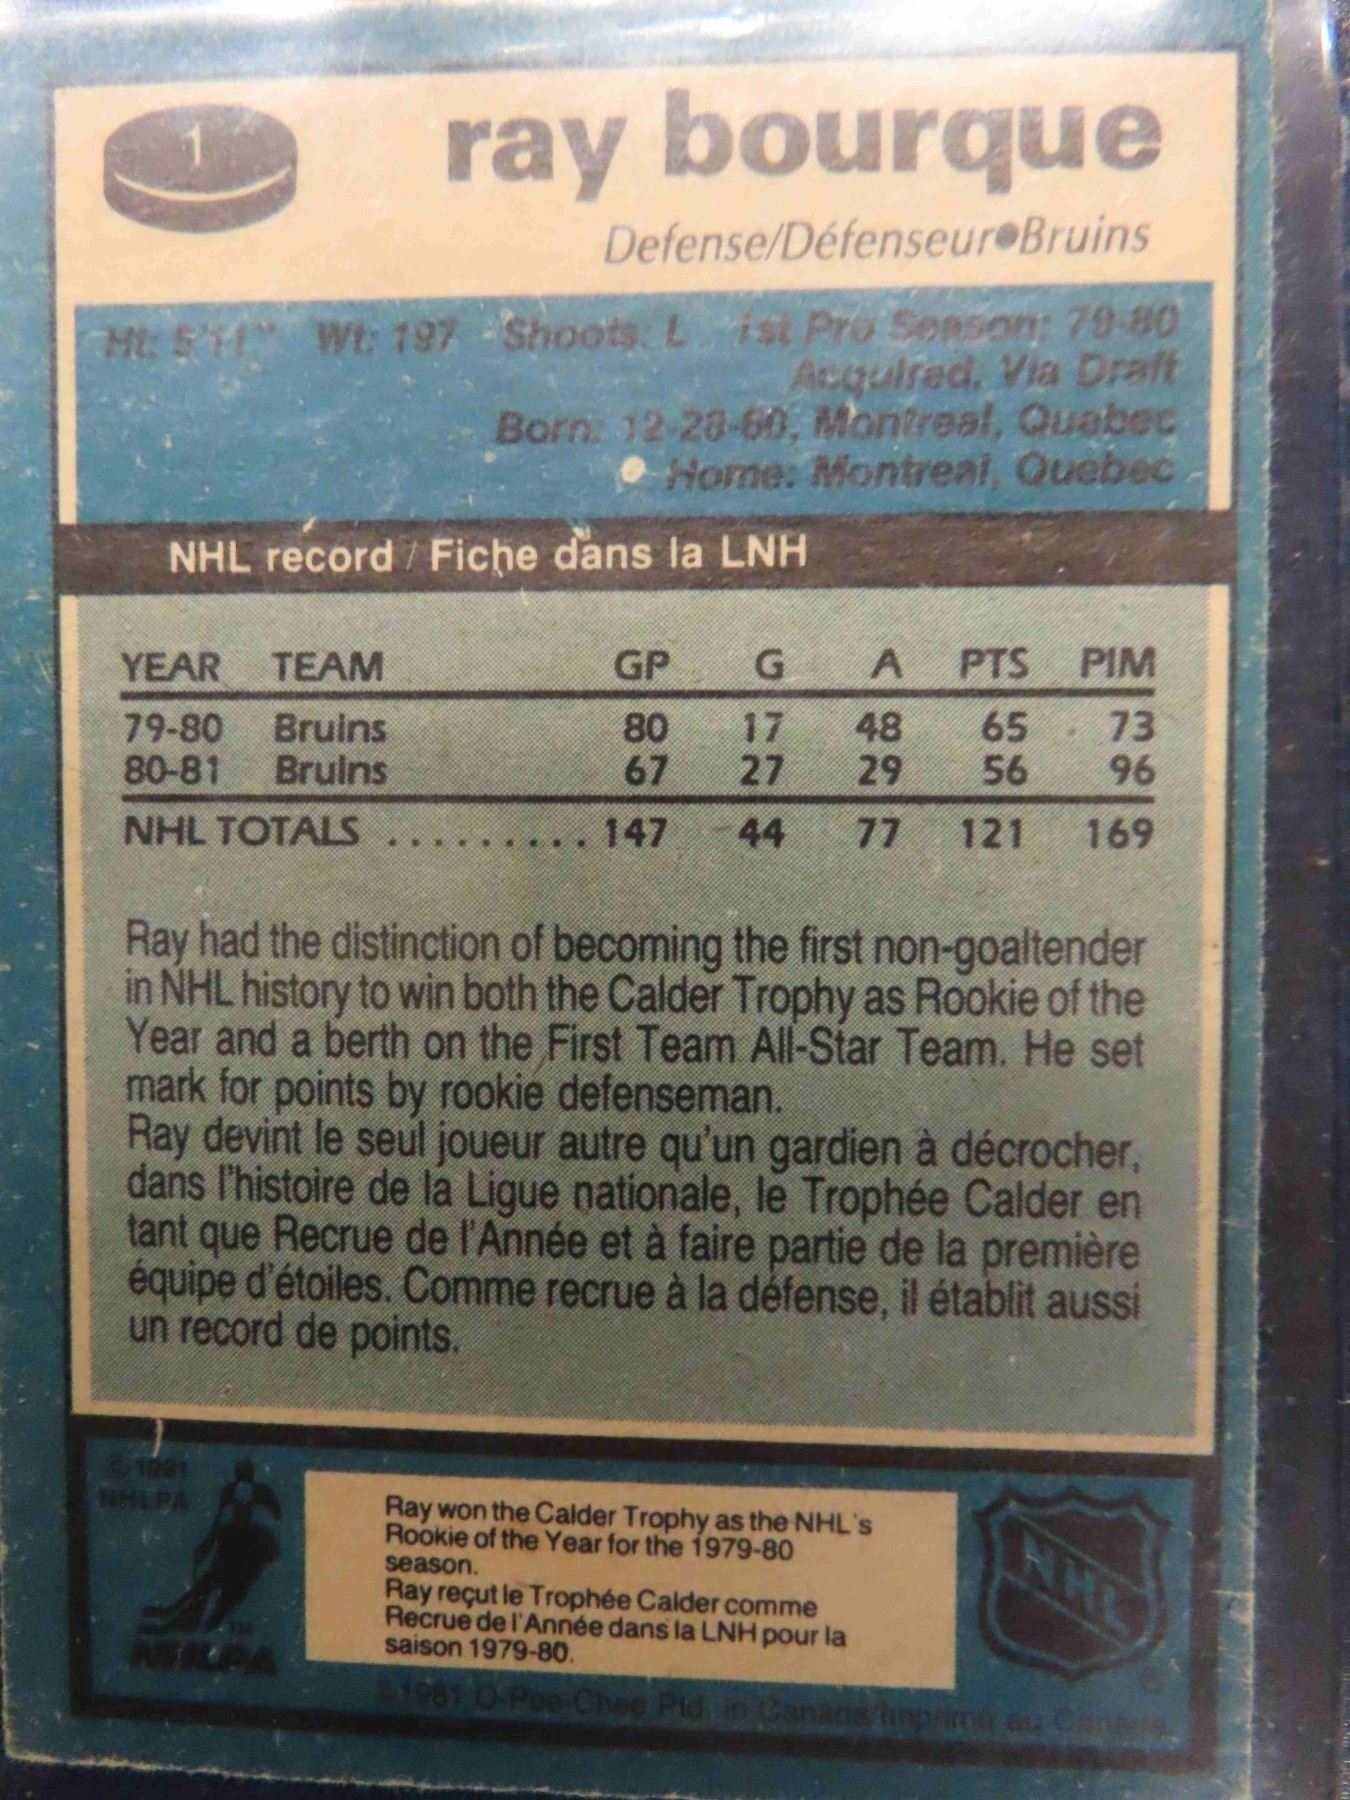 1
ray bourque
Defense/Défenseur●Bruins
Ht: 5'11" Wt: 197 Shoots: L 1st Pro Season: 79-80
Acquired: Via Draft
Born: 12-28-60, Montreal, Quebec
Home: Montreal, Quebec
NHL record / Fiche dans la LNH
YEAR TEAM GP G A PTS PIM
79-80 Bruins 80 17 48 65 73
80-81 Bruins 67 27 29 56 96
NHL TOTALS ......... 147 44 77 121 169
Ray had the distinction of becoming the first non-goaltender
in NHL history to win both the Calder Trophy as Rookie of the
Year and a berth on the First Team All-Star Team. He set
mark for points by rookie defenseman.
Ray devint le seul joueur autre qu'un gardien à décrocher,
dans l'histoire de la Ligue nationale, le Trophée Calder en
tant que Recrue de l'Année et à faire partie de la première
équipe d'étoiles. Comme recrue à la défense, il établit aussi
un record de points.
© 1981
NHLPA
TM
NHLPA
Ray won the Calder Trophy as the NHL's
Rookie of the Year for the 1979-80
season.
Ray reçut le Trophée Calder comme
Recrue de l'Année dans la LNH pour la
saison 1979-80.
NHL
®
©1981 O-Pee-Chee Ptd. in Canada/Imprimé au Canada